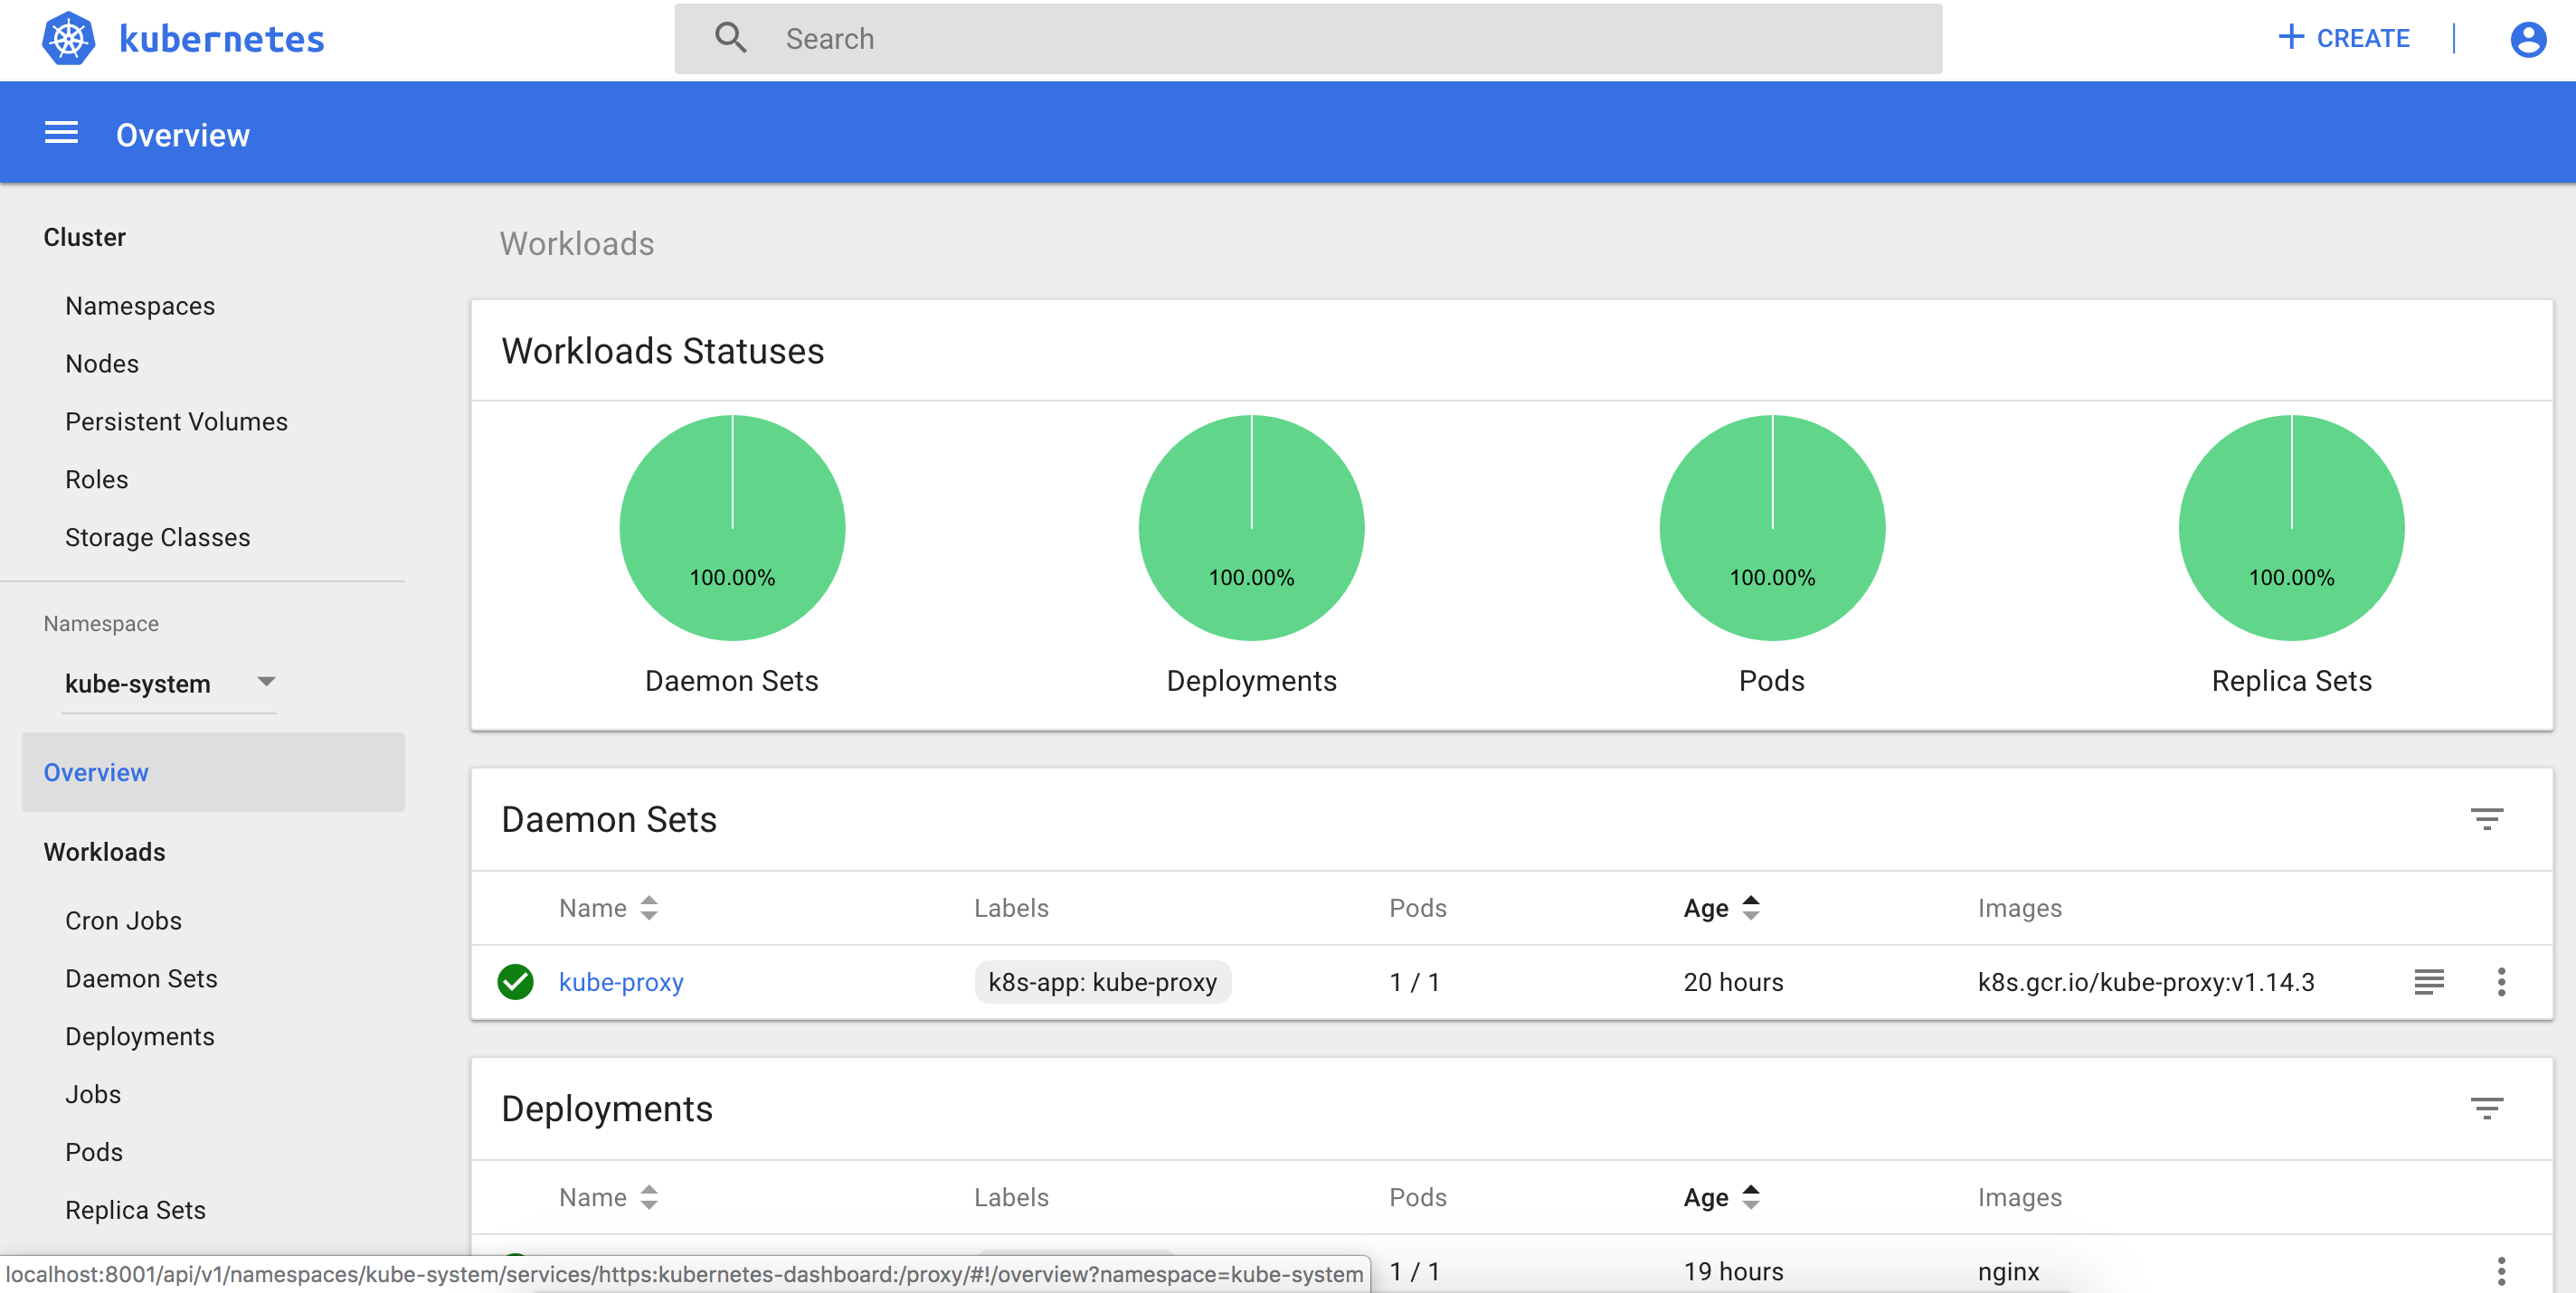 kubernetes
Search
CREATE
Overview
Cluster
Namespaces
Nodes
Persistent Volumes
Roles
Storage Classes
Namespace
kube-system
Overview
Workloads
Cron Jobs
Daemon Sets
Deployments
Jobs
Pods
Replica Sets
Workloads
Workloads Statuses
100.00% 100.00% 100.00% 100.00%
Daemon Sets Deployments Pods Replica Sets
Daemon Sets
Name Labels Pods Age Images
kube-proxy k8s-app: kube-proxy 1 / 1 20 hours k8s.gcr.io/kube-proxy:v1.14.3
Deployments
Name Labels Pods Age Images
1 / 1 19 hours nginx
localhost:8001/api/v1/namespaces/kube-system/services/https:kubernetes-dashboard:/proxy/#!/overview?namespace=kube-system